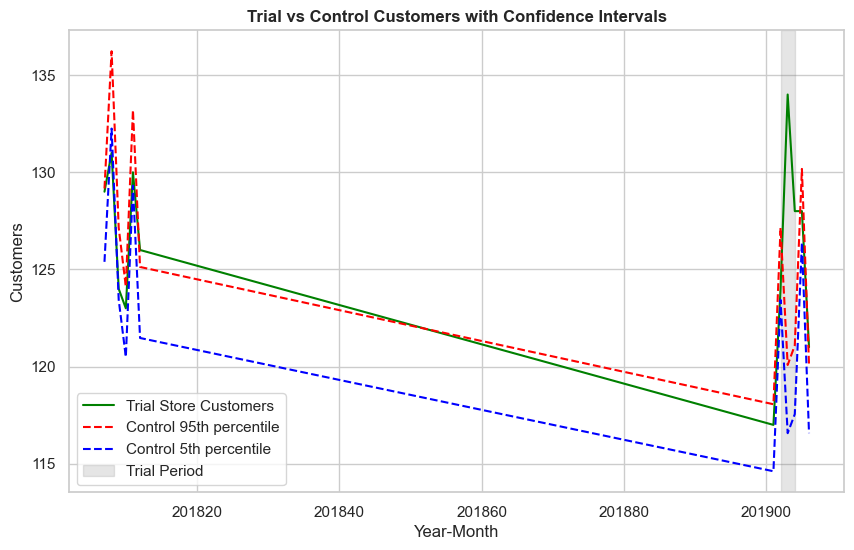 Trial vs Control Customers with Confidence Intervals
Customers
135
130
125
120
115
Trial Store Customers
Control 95th percentile
Control 5th percentile
Trial Period
201820 201840 201860 201880 201900
Year-Month